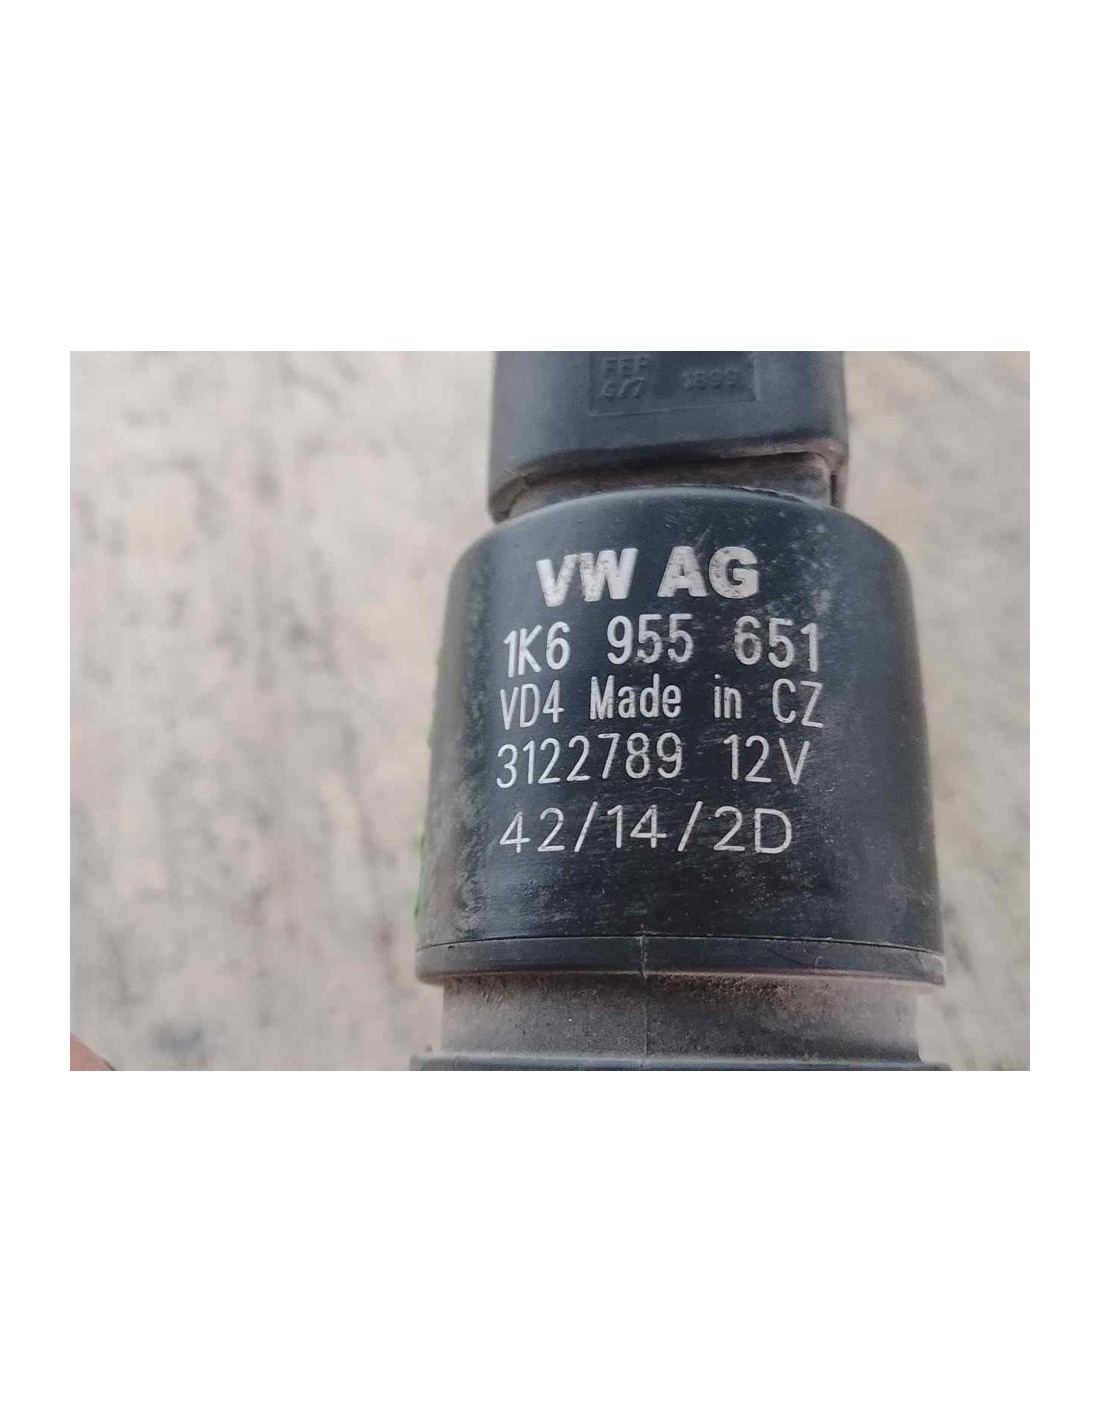 VW AG
1K6 955 651
VD4 Made in CZ
3122789 12V
42/14/2D